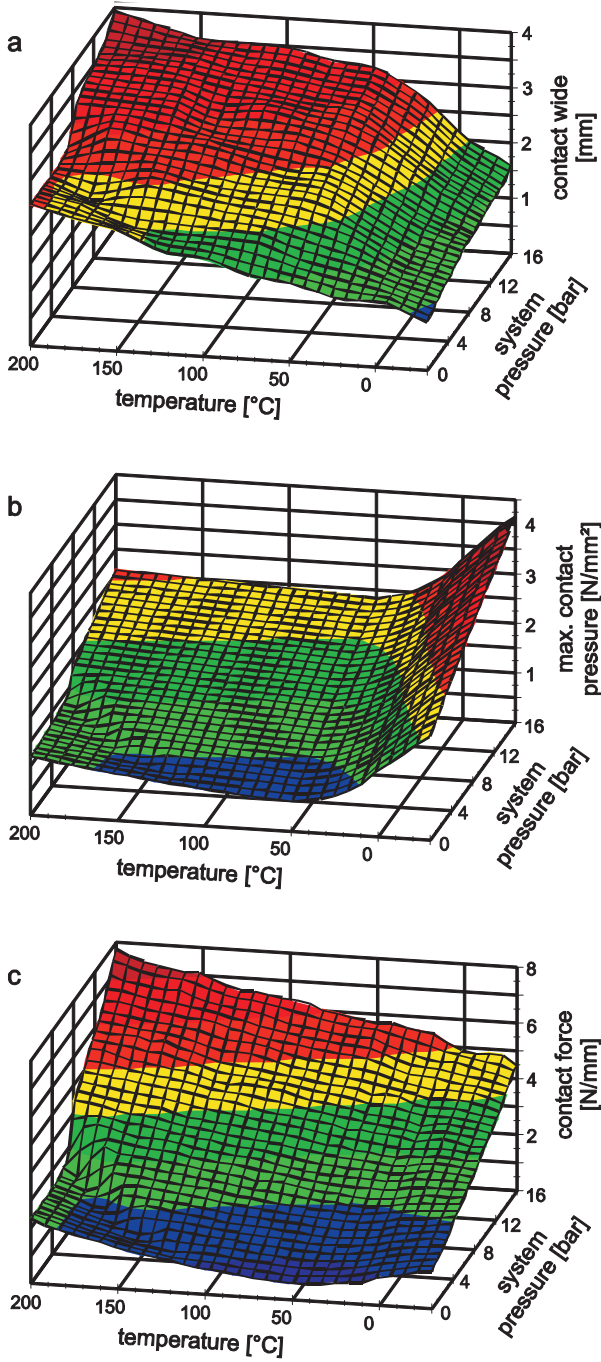 a
4
3
2
1
contact wide
[mm]
16
12
8
4
0
system
pressure [bar]
200
150
100
50
0
temperature [°C]
b
4
3
2
1
max. contact
pressure [N/mm²]
16
12
8
4
0
system
pressure [bar]
200
150
100
50
0
temperature [°C]
c
8
6
4
2
contact force
[N/mm]
16
12
8
4
0
system
pressure [bar]
200
150
100
50
0
temperature [°C]